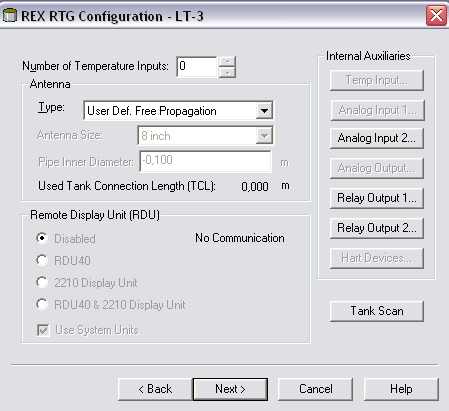 REX RTG Configuration - LT-3
Number of Temperature Inputs: 0
Antenna
Type: User Def. Free Propagation
Antenna Size: 8 inch
Pipe Inner Diameter: -0,100 m
Used Tank Connection Length (TCL): 0,000 m
Remote Display Unit (RDU)
Disabled No Communication
RDU40
2210 Display Unit
RDU40 & 2210 Display Unit
Use System Units
Internal Auxiliaries
Temp Input...
Analog Input 1...
Analog Input 2...
Analog Output...
Relay Output 1...
Relay Output 2...
Hart Devices...
Tank Scan
< Back Next > Cancel Help